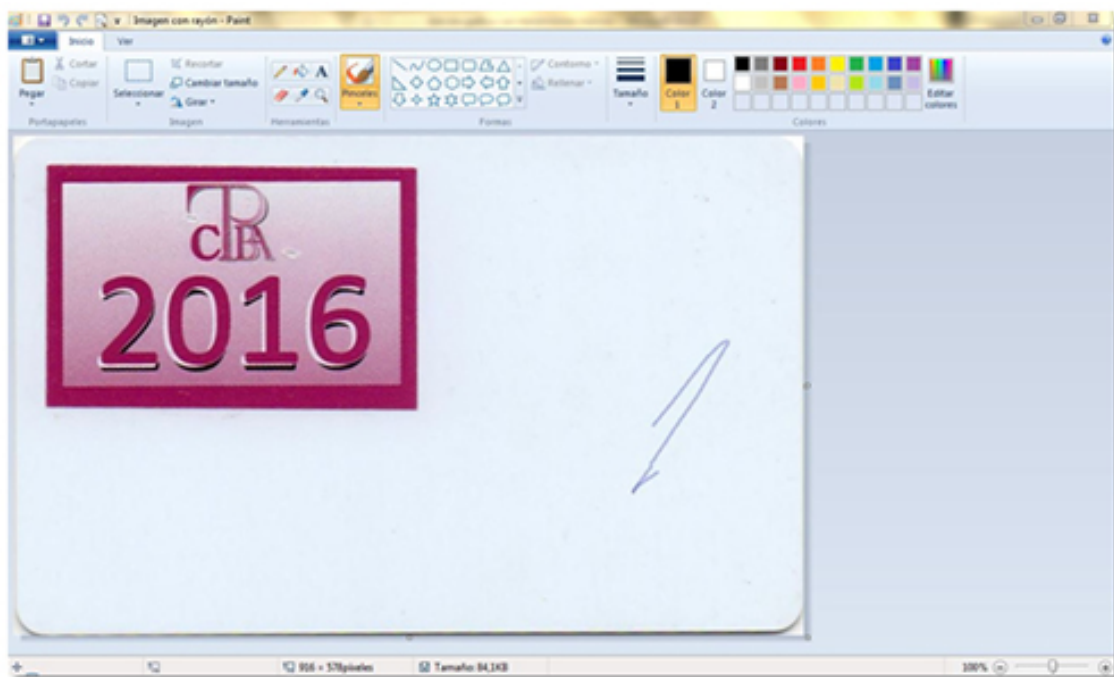 Imagen con rayón - Paint
Inicio Ver
Pegar
Cortar
Copiar
Portapapeles
Seleccionar
Recortar
Cambiar tamaño
Girar
Imagen
A
Herramientas
Pinceles
Formas
Contorno
Rellenar
Tamaño
Color 1
Color 2
Editar colores
Colores
CTPBA
2016
916 × 578píxeles
Tamaño: 84,1KB
100%